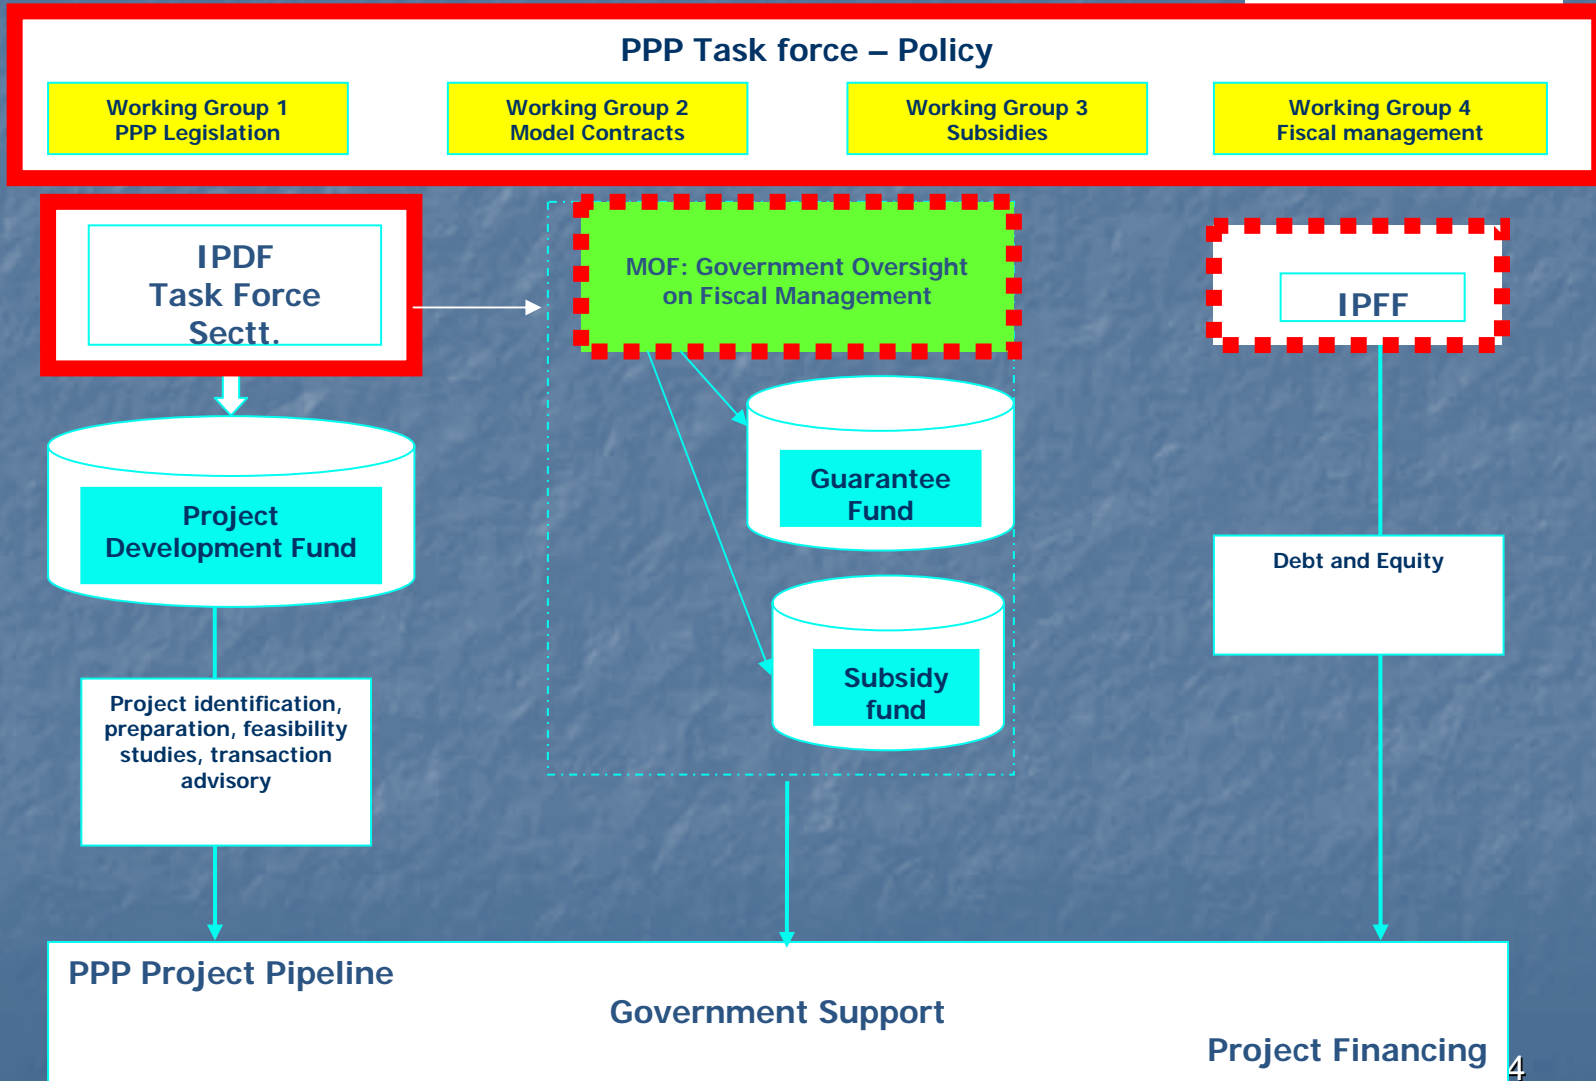 PPP Task force – Policy
Working Group 1
PPP Legislation
Working Group 2
Model Contracts
Working Group 3
Subsidies
Working Group 4
Fiscal management
IPDF
Task Force
Sectt.
MOF: Government Oversight
on Fiscal Management
IPFF
Project
Development Fund
Guarantee
Fund
Subsidy
fund
Debt and Equity
Project identification,
preparation, feasibility
studies, transaction
advisory
PPP Project Pipeline
Government Support
Project Financing
4